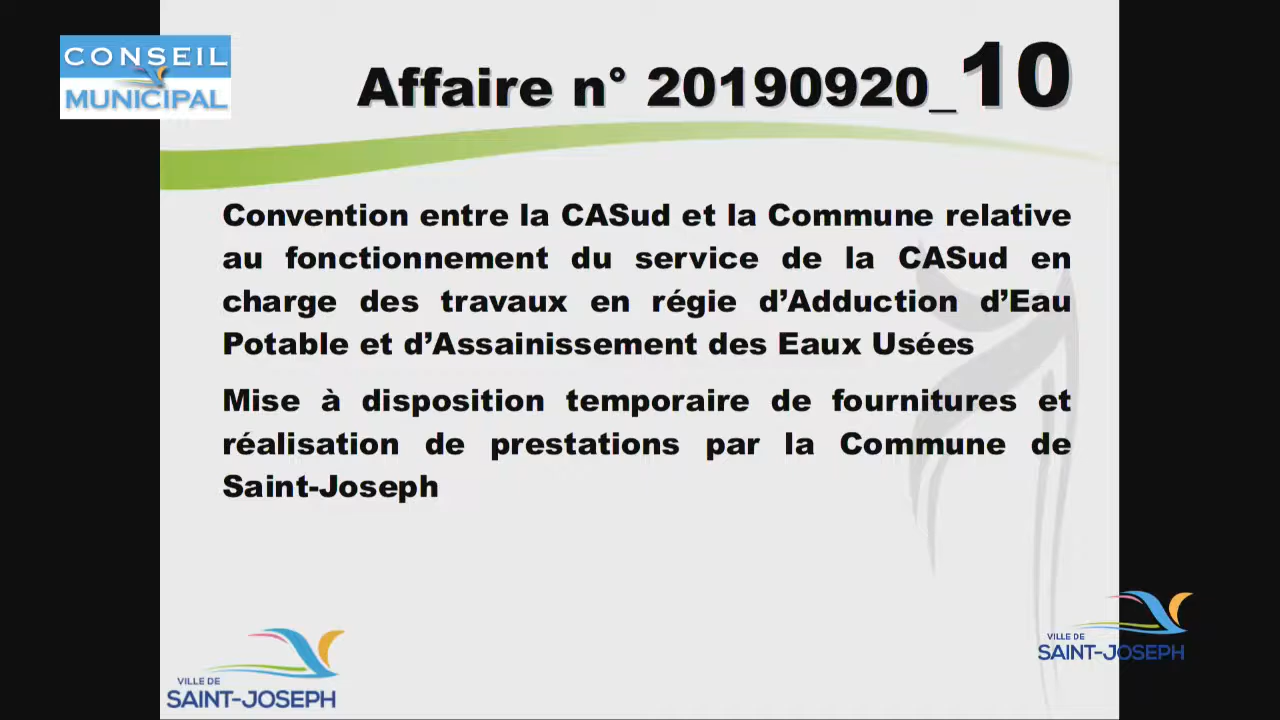 CONSEIL
MUNICIPAL
Affaire n° 20190920_10
Convention entre la CASud et la Commune relative
au fonctionnement du service de la CASud en
charge des travaux en régie d’Adduction d’Eau
Potable et d’Assainissement des Eaux Usées
Mise à disposition temporaire de fournitures et
réalisation de prestations par la Commune de
Saint-Joseph
VILLE DE
SAINT-JOSEPH
VILLE DE
SAINT-JOSEPH